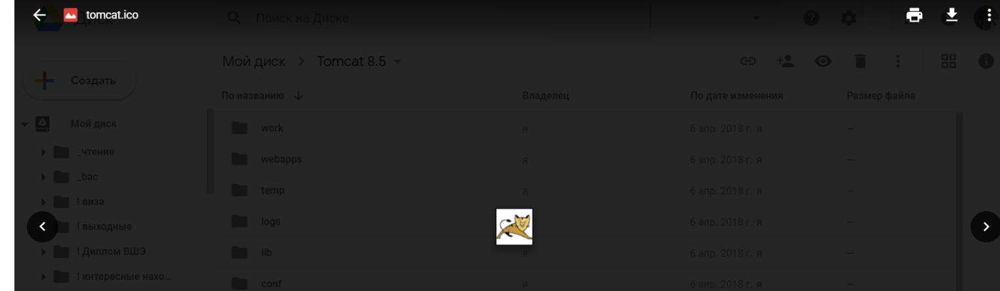 tomcat.ico
Диск
Поиск на Диске
Мой диск > Tomcat 8.5
Создать
По названию Владелец По дате изменения Размер файла
Мой диск
_чтение
_bac
! виза
! выходные
! Диплом ВШЭ
! интересные нахо...
work я 6 апр. 2018 г. я —
webapps я 6 апр. 2018 г. я —
temp я 6 апр. 2018 г. я —
logs я 6 апр. 2018 г. я —
lib я 6 апр. 2018 г. я —
conf я 6 апр. 2018 г. я —